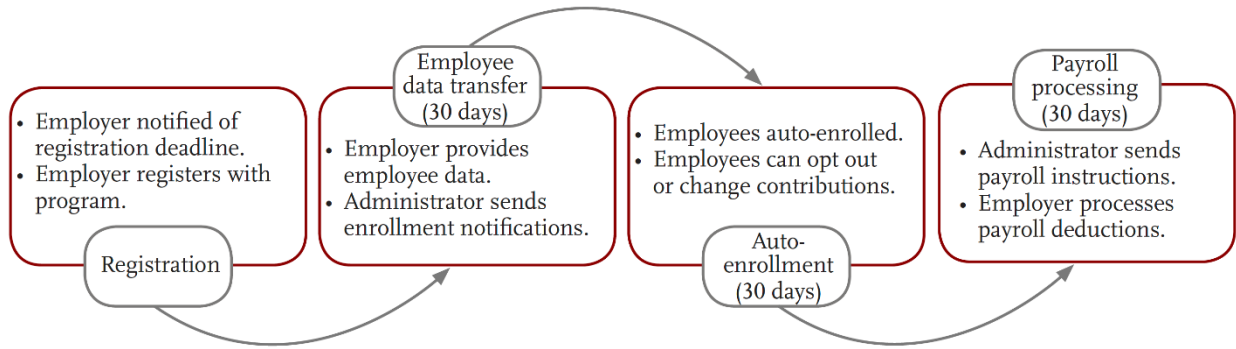 • Employer notified of
registration deadline.
• Employer registers with
program.
Registration
Employee
data transfer
(30 days)
• Employer provides
employee data.
• Administrator sends
enrollment notifications.
• Employees auto-enrolled.
• Employees can opt out
or change contributions.
Auto-
enrollment
(30 days)
Payroll
processing
(30 days)
• Administrator sends
payroll instructions.
• Employer processes
payroll deductions.